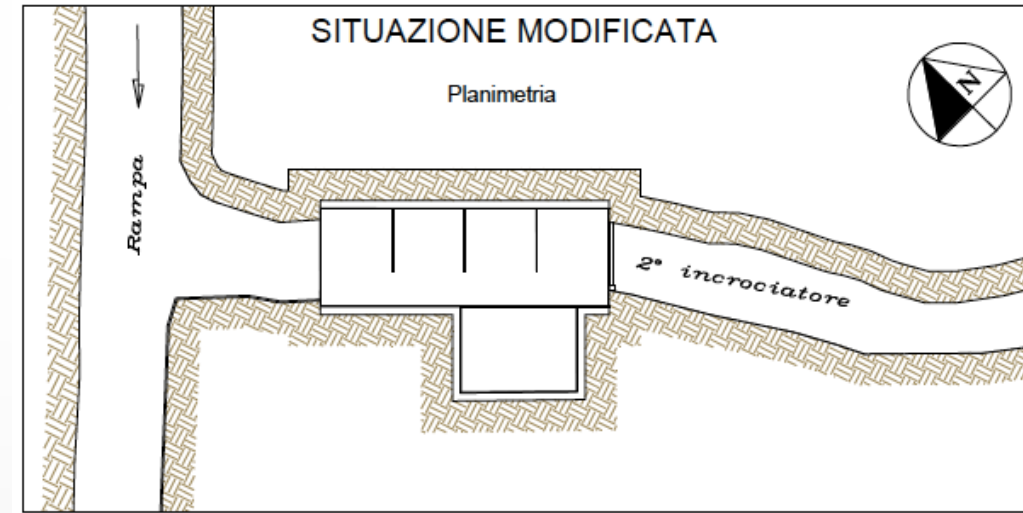 SITUAZIONE MODIFICATA
Planimetria
N
Rampa
2° incrociatore